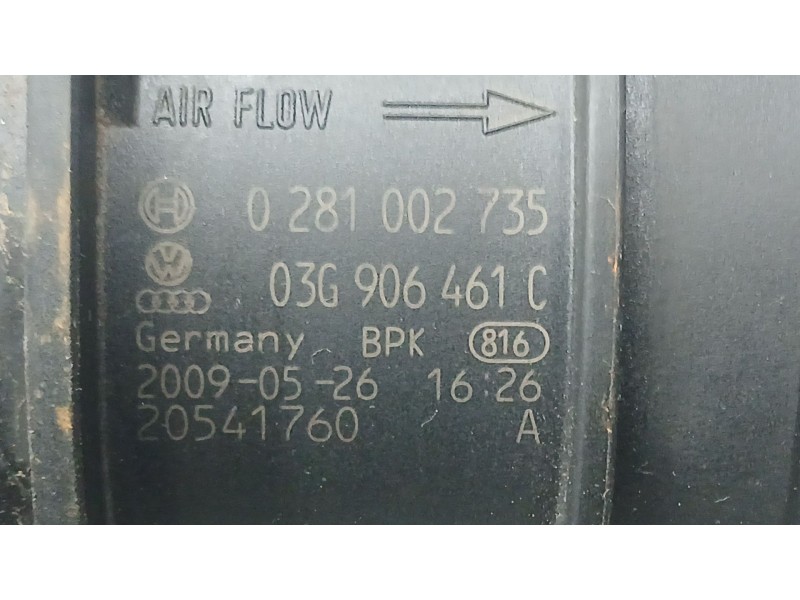 AIR FLOW
0 281 002 735
03G 906 461 C
Germany BPK 816
2009-05-26 16:26
20541760 A